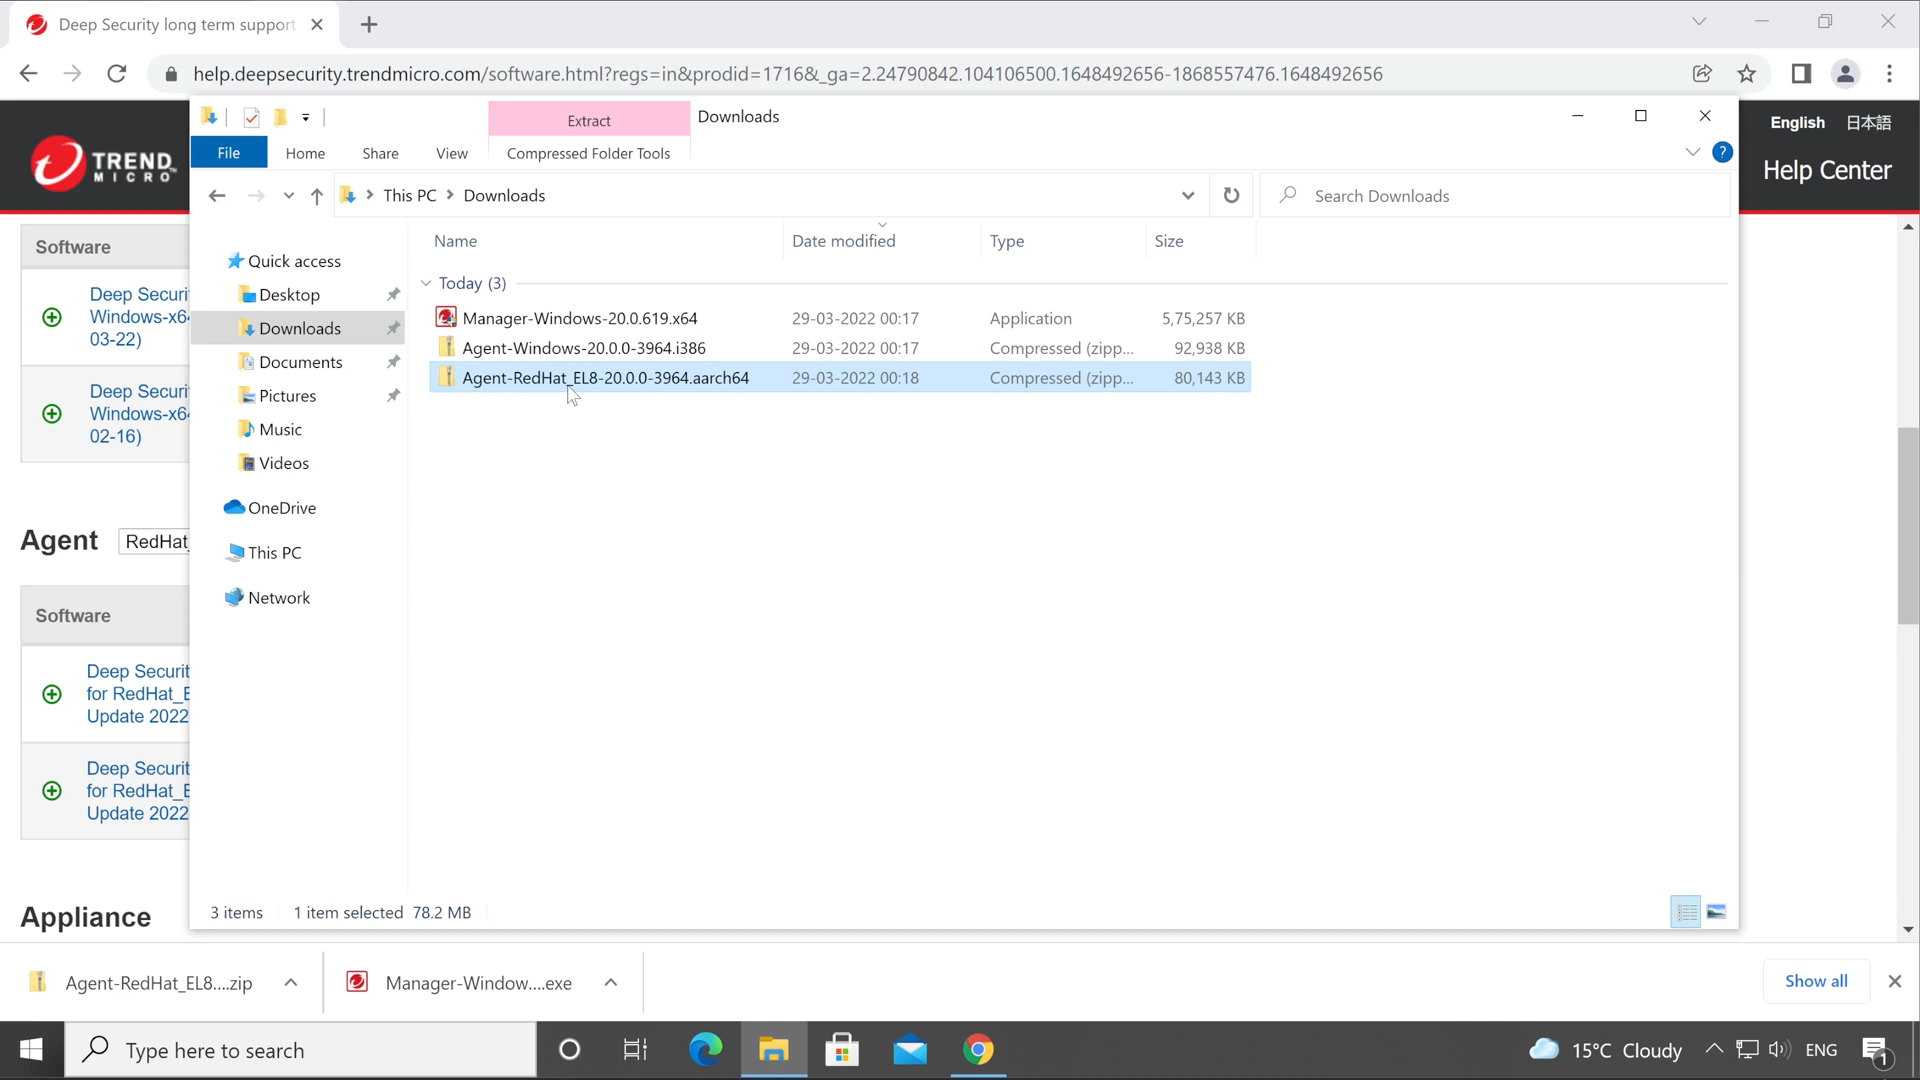 Deep Security long term support
help.deepsecurity.trendmicro.com/software.html?regs=in&prodid=1716&_ga=2.24790842.104106500.1648492656-1868557476.1648492656
Extract
Downloads
File
Home
Share
View
Compressed Folder Tools
?
English
日本語
TREND
MICRO
Help Center
This PC
Downloads
Search Downloads
Name
Date modified
Type
Size
Today (3)
Manager-Windows-20.0.619.x64
29-03-2022 00:17
Application
5,75,257 KB
Agent-Windows-20.0.0-3964.i386
29-03-2022 00:17
Compressed (zipp...
92,938 KB
Agent-RedHat_EL8-20.0.0-3964.aarch64
29-03-2022 00:18
Compressed (zipp...
80,143 KB
Quick access
Desktop
Downloads
Documents
Pictures
Music
Videos
OneDrive
This PC
Network
3 items
1 item selected 78.2 MB
Software
Deep Securi
Windows-x6
03-22)
Deep Securi
Windows-x6
02-16)
Agent
RedHat_
Software
Deep Securit
for RedHat_E
Update 2022
Deep Securit
for RedHat_E
Update 2022
Appliance
Agent-RedHat_EL8....zip
Manager-Window....exe
Show all
Type here to search
15°C Cloudy
ENG
1